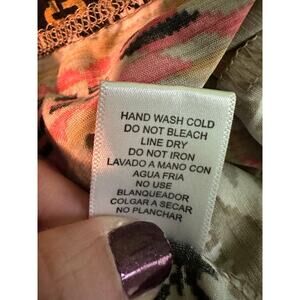 HAND WASH COLD
DO NOT BLEACH
LINE DRY
DO NOT IRON
LAVADO A MANO CON
AGUA FRIA
NO USE
BLANQUEADOR
COLGAR A SECAR
NO PLANCHAR